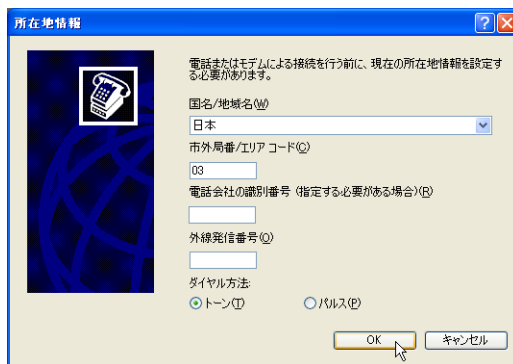 所在地情報
電話またはモデムによる接続を行う前に、現在の所在地情報を設定す
る必要があります。
国名/地域名(W)
日本
市外局番/エリア コード(C)
03
電話会社の識別番号 (指定する必要がある場合)(R)
外線発信番号(O)
ダイヤル方法:
トーン(T) パルス(P)
OK キャンセル